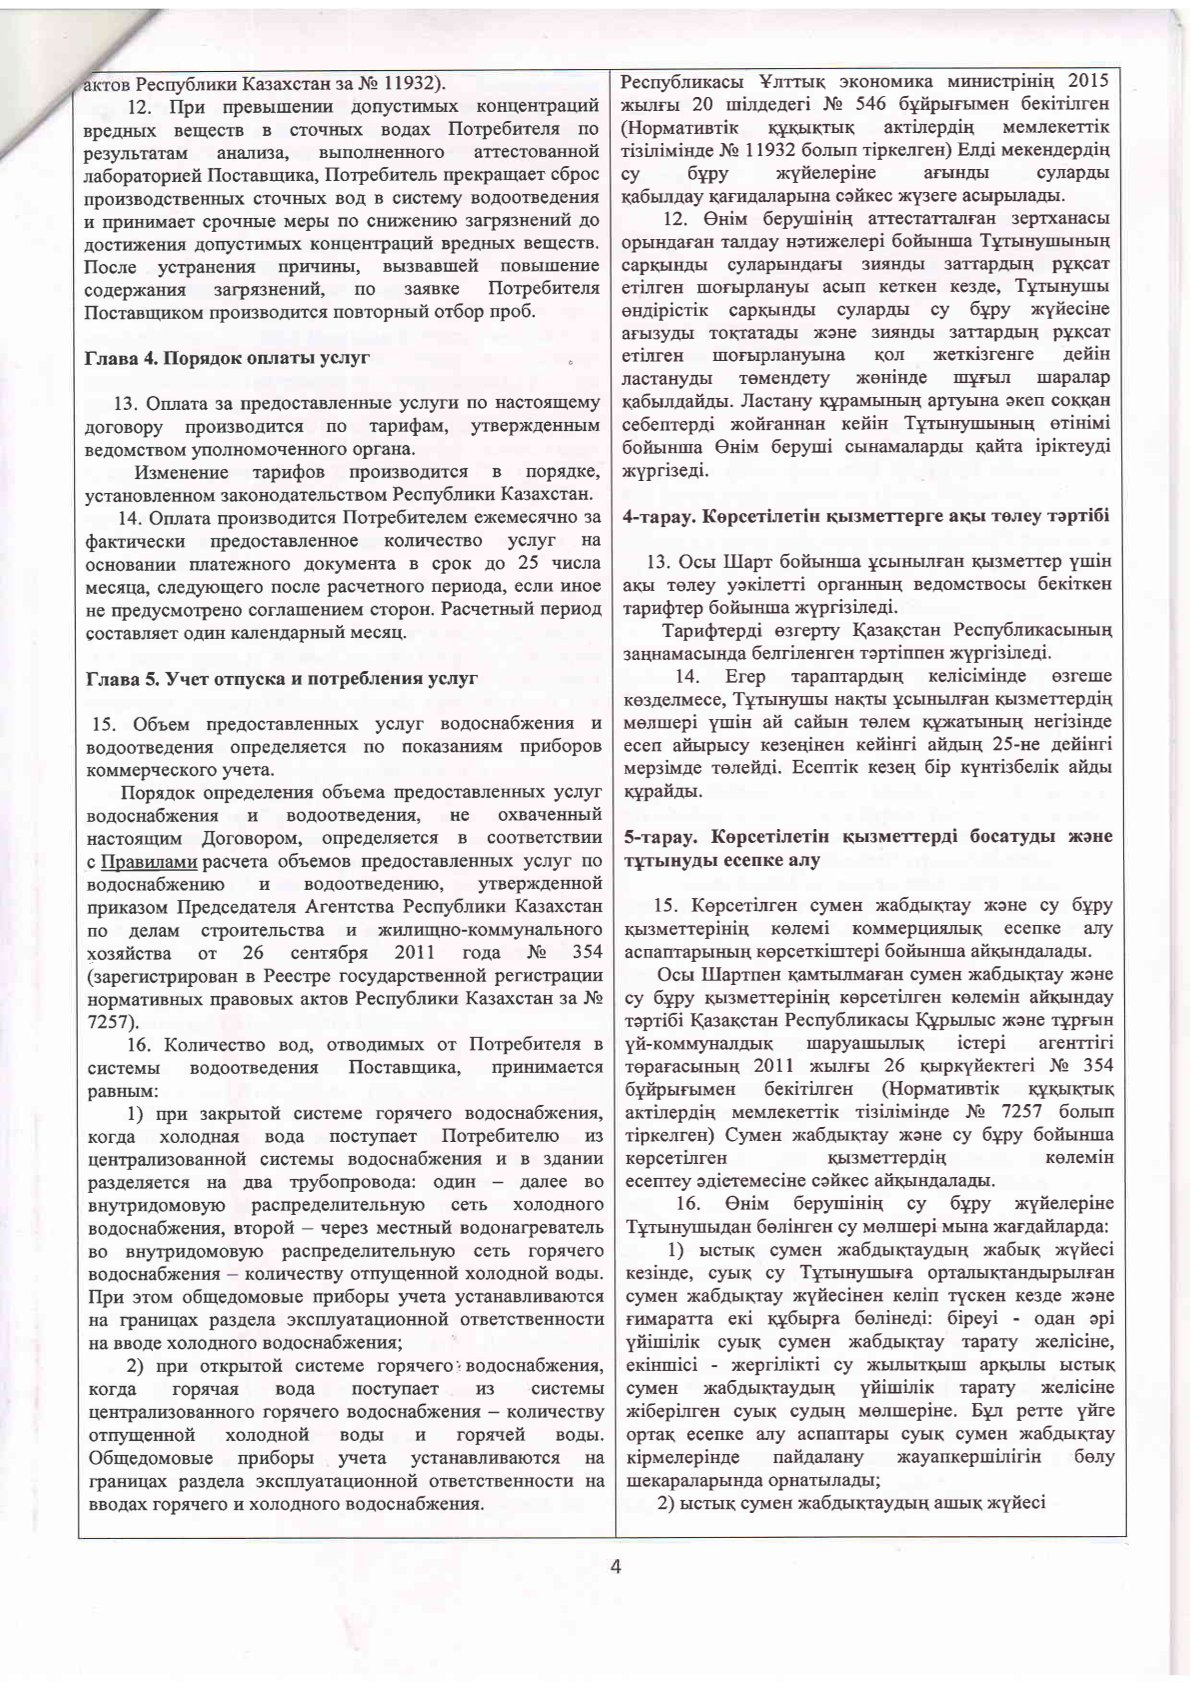 актов Республики Казахстан за № 11932).
12. При превышении допустимых концентраций
вредных веществ в сточных водах Потребителя по
результатам анализа, выполненного аттестованной
лабораторией Поставщика, Потребитель прекращает сброс
производственных сточных вод в систему водоотведения
и принимает срочные меры по снижению загрязнений до
достижения допустимых концентраций вредных веществ.
После устранения причины, вызвавшей повышение
содержания загрязнений, по заявке Потребителя
Поставщиком производится повторный отбор проб.
Глава 4. Порядок оплаты услуг
13. Оплата за предоставленные услуги по настоящему
договору производится по тарифам, утвержденным
ведомством уполномоченного органа.
Изменение тарифов производится в порядке,
установленном законодательством Республики Казахстан.
14. Оплата производится Потребителем ежемесячно за
фактически предоставленное количество услуг на
основании платежного документа в срок до 25 числа
месяца, следующего после расчетного периода, если иное
не предусмотрено соглашением сторон. Расчетный период
составляет один календарный месяц.
Глава 5. Учет отпуска и потребления услуг
15. Объем предоставленных услуг водоснабжения и
водоотведения определяется по показаниям приборов
коммерческого учета.
Порядок определения объема предоставленных услуг
водоснабжения и водоотведения, не охваченный
настоящим Договором, определяется в соответствии
с Правилами расчета объемов предоставленных услуг по
водоснабжению и водоотведению, утвержденной
приказом Председателя Агентства Республики Казахстан
по делам строительства и жилищно-коммунального
хозяйства от 26 сентября 2011 года № 354
(зарегистрирован в Реестре государственной регистрации
нормативных правовых актов Республики Казахстан за №
7257).
16. Количество вод, отводимых от Потребителя в
системы водоотведения Поставщика, принимается
равным:
1) при закрытой системе горячего водоснабжения,
когда холодная вода поступает Потребителю из
централизованной системы водоснабжения и в здании
разделяется на два трубопровода: один – далее во
внутридомовую распределительную сеть холодного
водоснабжения, второй – через местный водонагреватель
во внутридомовую распределительную сеть горячего
водоснабжения – количеству отпущенной холодной воды.
При этом общедомовые приборы учета устанавливаются
на границах раздела эксплуатационной ответственности
на вводе холодного водоснабжения;
2) при открытой системе горячего водоснабжения,
когда горячая вода поступает из системы
централизованного горячего водоснабжения – количеству
отпущенной холодной воды и горячей воды.
Общедомовые приборы учета устанавливаются на
границах раздела эксплуатационной ответственности на
вводах горячего и холодного водоснабжения.
Республикасы Ұлттық экономика министрінің 2015
жылғы 20 шілдедегі № 546 бұйрығымен бекітілген
(Нормативтік құқықтық актілердің мемлекеттік
тізілімінде № 11932 болып тіркелген) Елді мекендердің
су бұру жүйелеріне ағынды суларды
қабылдау қағидаларына сәйкес жүзеге асырылады.
12. Өнім берушінің аттестатталған зертханасы
орындаған талдау нәтижелері бойынша Тұтынушының
сарқынды суларындағы зиянды заттардың рұқсат
етілген шоғырлануы асып кеткен кезде, Тұтынушы
өндірістік сарқынды суларды су бұру жүйесіне
ағызуды тоқтатады және зиянды заттардың рұқсат
етілген шоғырлануына қол жеткізгенге дейін
ластануды төмендету жөнінде шұғыл шаралар
қабылдайды. Ластану құрамының артуына әкеп соққан
себептерді жойғаннан кейін Тұтынушының өтінімі
бойынша Өнім беруші сынамаларды қайта іріктеуді
жүргізеді.
4-тарау. Көрсетілетін қызметтерге ақы төлеу тәртібі
13. Осы Шарт бойынша ұсынылған қызметтер үшін
ақы төлеу уәкілетті органның ведомствосы бекіткен
тарифтер бойынша жүргізіледі.
Тарифтерді өзгерту Қазақстан Республикасының
заңнамасында белгіленген тәртіппен жүргізіледі.
14. Егер тараптардың келісімінде өзгеше
көзделмесе, Тұтынушы нақты ұсынылған қызметтердің
мөлшері үшін ай сайын төлем құжатының негізінде
есеп айырысу кезеңінен кейінгі айдың 25-не дейінгі
мерзімде төлейді. Есептік кезең бір күнтізбелік айды
құрайды.
5-тарау. Көрсетілетін қызметтерді босатуды және
тұтынуды есепке алу
15. Көрсетілген сумен жабдықтау және су бұру
қызметтерінің көлемі коммерциялық есепке алу
аспаптарының көрсеткіштері бойынша айқындалады.
Осы Шартпен қамтылмаған сумен жабдықтау және
су бұру қызметтерінің көрсетілген көлемін айқындау
тәртібі Қазақстан Республикасы Құрылыс және тұрғын
үй-коммуналдық шаруашылық істері агенттігі
төрағасының 2011 жылғы 26 қыркүйектегі № 354
бұйрығымен бекітілген (Нормативтік құқықтық
актілердің мемлекеттік тізілімінде № 7257 болып
тіркелген) Сумен жабдықтау және су бұру бойынша
көрсетілген қызметтердің көлемін
есептеу әдіетемесіне сәйкес айқындалады.
16. Өнім берушінің су бұру жүйелеріне
Тұтынушыдан бөлінген су мөлшері мына жағдайларда:
1) ыстық сумен жабдықтаудың жабық жүйесі
кезінде, суық су Тұтынушыға орталықтандырылған
сумен жабдықтау жүйесінен келіп түскен кезде және
ғимаратта екі құбырға бөлінеді: біреуі - одан әрі
үйішілік суық сумен жабдықтау тарату желісіне,
екіншісі - жергілікті су жылытқыш арқылы ыстық
сумен жабдықтаудың үйішілік тарату желісіне
жіберілген суық судың мөлшеріне. Бұл ретте үйге
ортақ есепке алу аспаптары суық сумен жабдықтау
кірмелерінде пайдалану жауапкершілігін бөлу
шекараларында орнатылады;
2) ыстық сумен жабдықтаудың ашық жүйесі
4